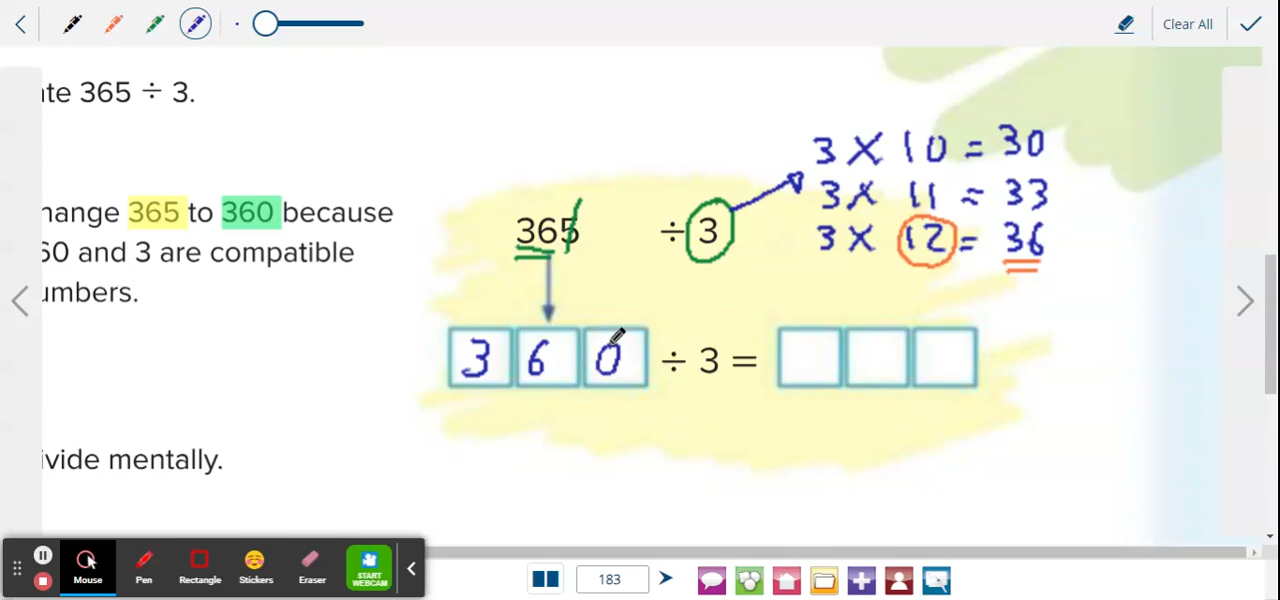 Clear All
ate 365 ÷ 3.
hange 365 to 360 because
60 and 3 are compatible
umbers.
ivide mentally.
3 X 10 = 30
3 X 11 = 33
3 X 12 = 36
365 ÷ 3
3 6 0 ÷ 3 =
Mouse
Pen
Rectangle
Stickers
Eraser
START
WEBCAM
183